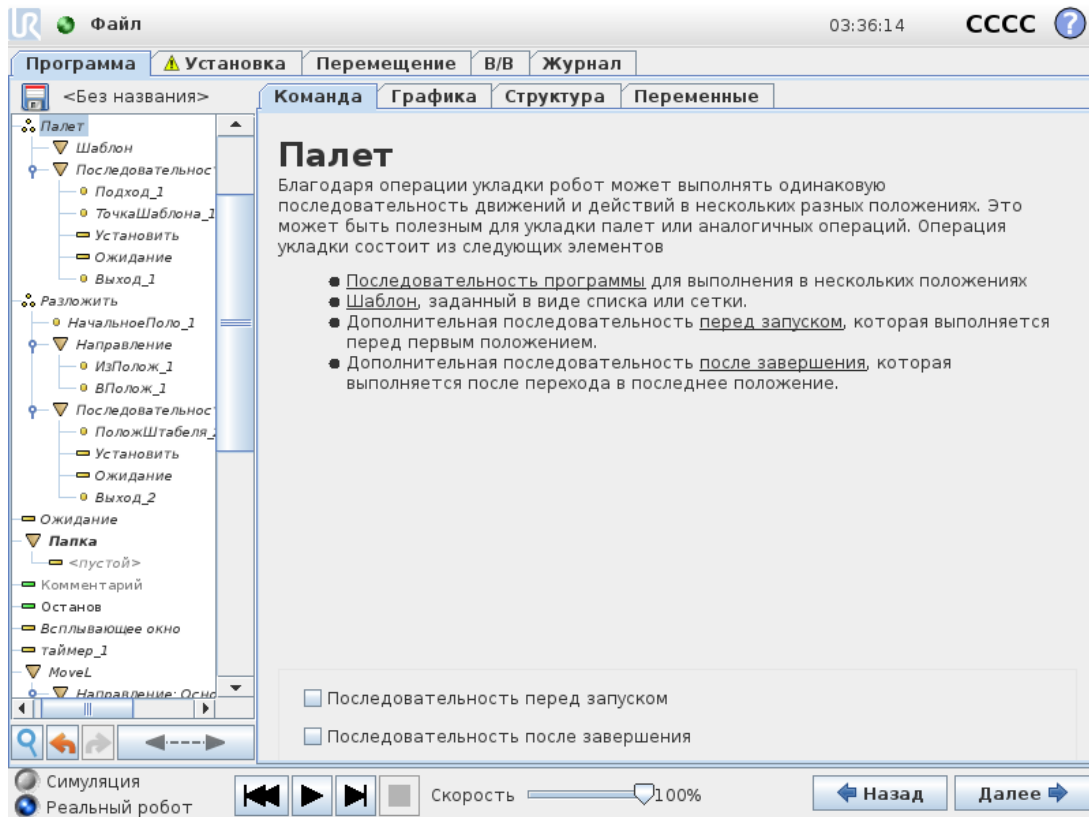 UR Файл 03:36:14 CCCC ?
Программа Установка Перемещение В/В Журнал
<Без названия> Команда Графика Структура Переменные
Палет
Шаблон
Последовательнос
Подход_1
ТочкаШаблона_1
Установить
Ожидание
Выход_1
Разложить
НачальноеПоло_1
Направление
ИзПолож_1
ВПолож_1
Последовательнос
ПоложШтабеля_
Установить
Ожидание
Выход_2
Ожидание
Папка
<пустой>
Комментарий
Останов
Всплывающее окно
таймер_1
MoveL
Направление: Осно
Палет
Благодаря операции укладки робот может выполнять одинаковую
последовательность движений и действий в нескольких разных положениях. Это
может быть полезным для укладки палет или аналогичных операций. Операция
укладки состоит из следующих элементов
Последовательность программы для выполнения в нескольких положениях
Шаблон, заданный в виде списка или сетки.
Дополнительная последовательность перед запуском, которая выполняется
перед первым положением.
Дополнительная последовательность после завершения, которая
выполняется после перехода в последнее положение.
Последовательность перед запуском
Последовательность после завершения
Симуляция
Реальный робот
Скорость 100%
Назад Далее